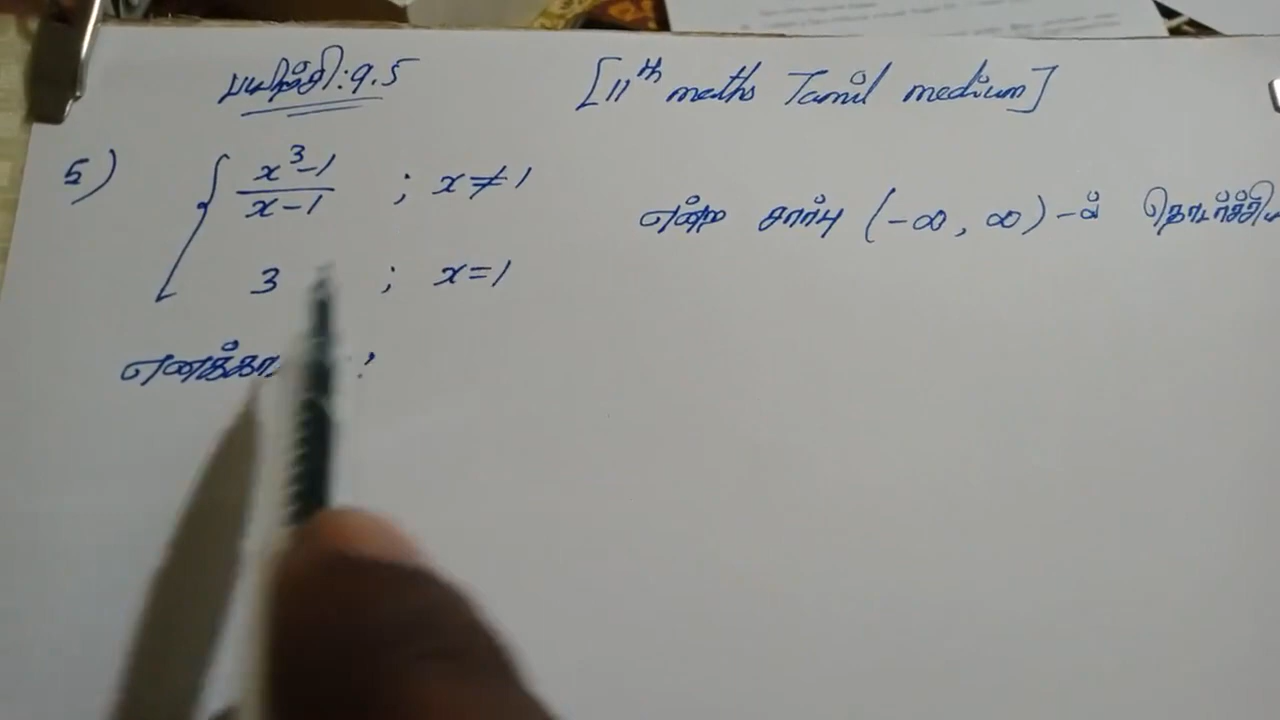 பயிற்சி: 9.5 [11th maths Tamil medium]
5) { x³-1 / x-1 ; x≠1
என்ற சார்பு (-∞, ∞)-ல்
3 ; x=1